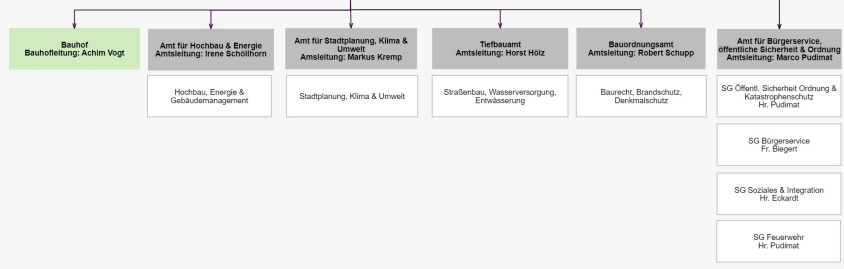 Bauhof
Bauhofleitung: Achim Vogt
Amt für Hochbau & Energie
Amtsleitung: Irene Schöllhorn
Hochbau, Energie &
Gebäudemanagement
Amt für Stadtplanung, Klima &
Umwelt
Amsleitung: Markus Kremp
Stadtplanung, Klima & Umwelt
Tiefbauamt
Amtsleitung: Horst Hölz
Straßenbau, Wasserversorgung,
Entwässerung
Bauordnungsamt
Amtsleitung: Robert Schupp
Baurecht, Brandschutz,
Denkmalschutz
Amt für Bürgerservice,
öffentliche Sicherheit & Ordnung
Amtsleitung: Marco Pudimat
SG Öffentl. Sicherheit Ordnung &
Katastrophenschutz
Hr. Pudimat
SG Bürgerservice
Fr. Biegert
SG Soziales & Integration
Hr. Eckardt
SG Feuerwehr
Hr. Pudimat